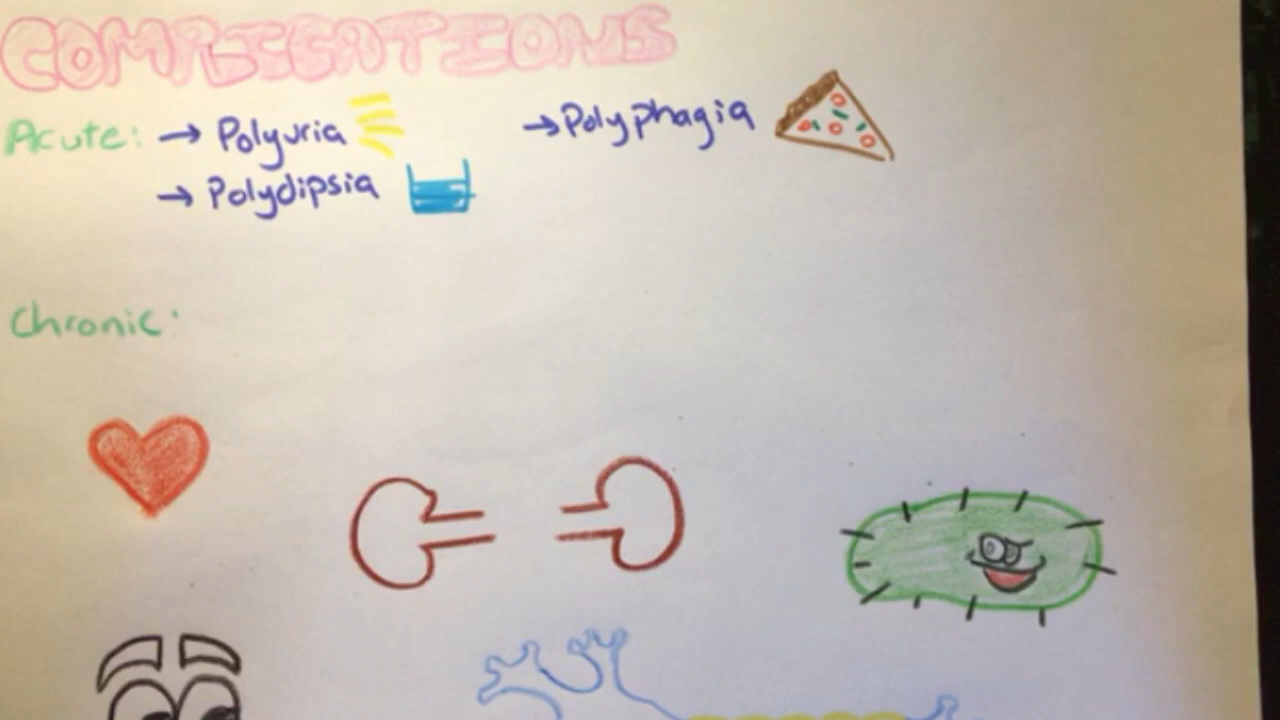 COMPLICATIONS
Acute: → Polyuria → Polyphagia
→ Polydipsia
Chronic: